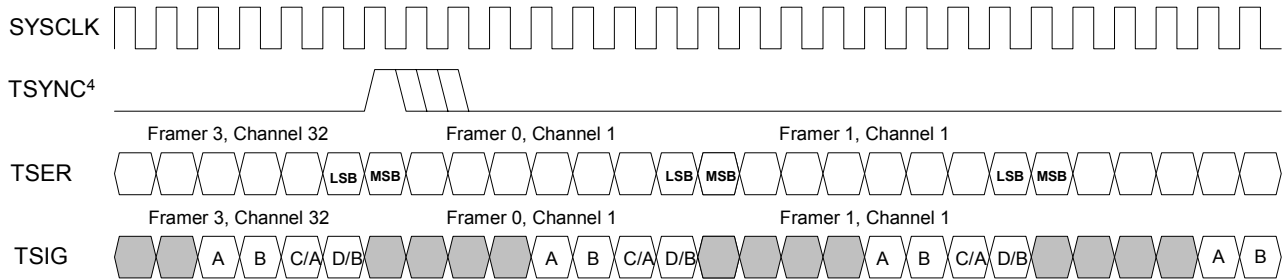 SYSCLK
TSYNC⁴
Framer 3, Channel 32 Framer 0, Channel 1 Framer 1, Channel 1
TSER LSB MSB LSB MSB LSB MSB
Framer 3, Channel 32 Framer 0, Channel 1 Framer 1, Channel 1
TSIG A B C/A D/B A B C/A D/B A B C/A D/B A B